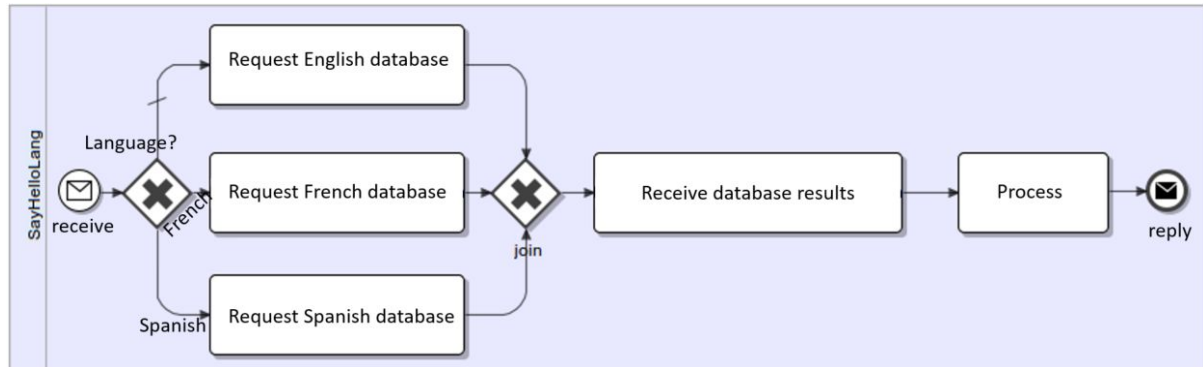 SayHelloLang
receive
Language?
French
Spanish
Request English database
Request French database
Request Spanish database
join
Receive database results
Process
reply